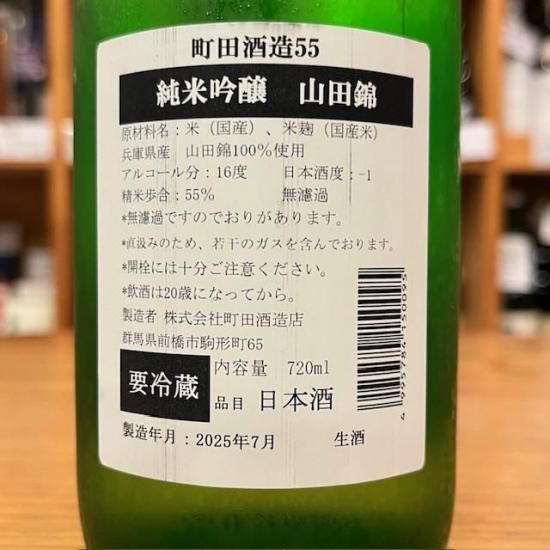 町田酒造55
純米吟醸 山田錦
原材料名：米（国産）、米麹（国産米）
兵庫県産 山田錦100%使用
アルコール分：16度 日本酒度：-1
精米歩合：55% 無濾過
*無濾過ですのでおりがあります。
*直汲みのため、若干のガスを含んでおります。
*開栓には十分ご注意ください。
*飲酒は20歳になってから。
製造者 株式会社町田酒造店
群馬県前橋市駒形町65
要冷蔵
内容量 720ml
品目 日本酒
製造年月：2025年7月 生酒
4 995784 150095